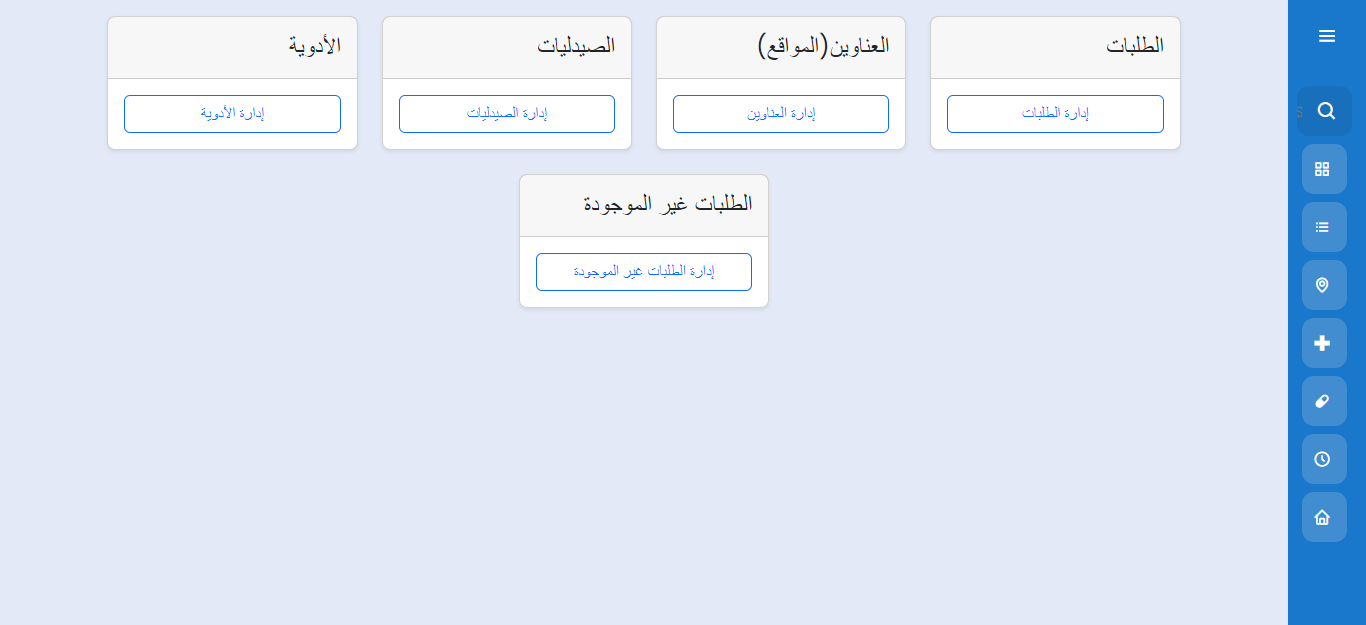 الطلبات
إدارة الطلبات
العناوين(المواقع)
إدارة العناوين
الصيدليات
إدارة الصيدليات
الأدوية
إدارة الأدوية
الطلبات غير الموجودة
إدارة الطلبات غير الموجودة